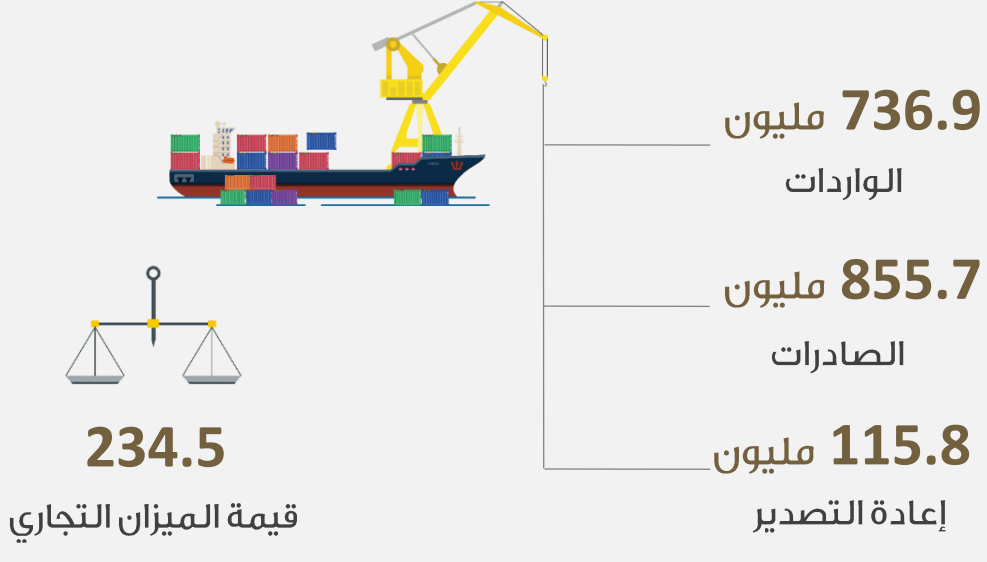 736.9 مليون
الواردات
855.7 مليون
الصادرات
115.8 مليون
إعادة التصدير
234.5
قيمة الميزان التجاري